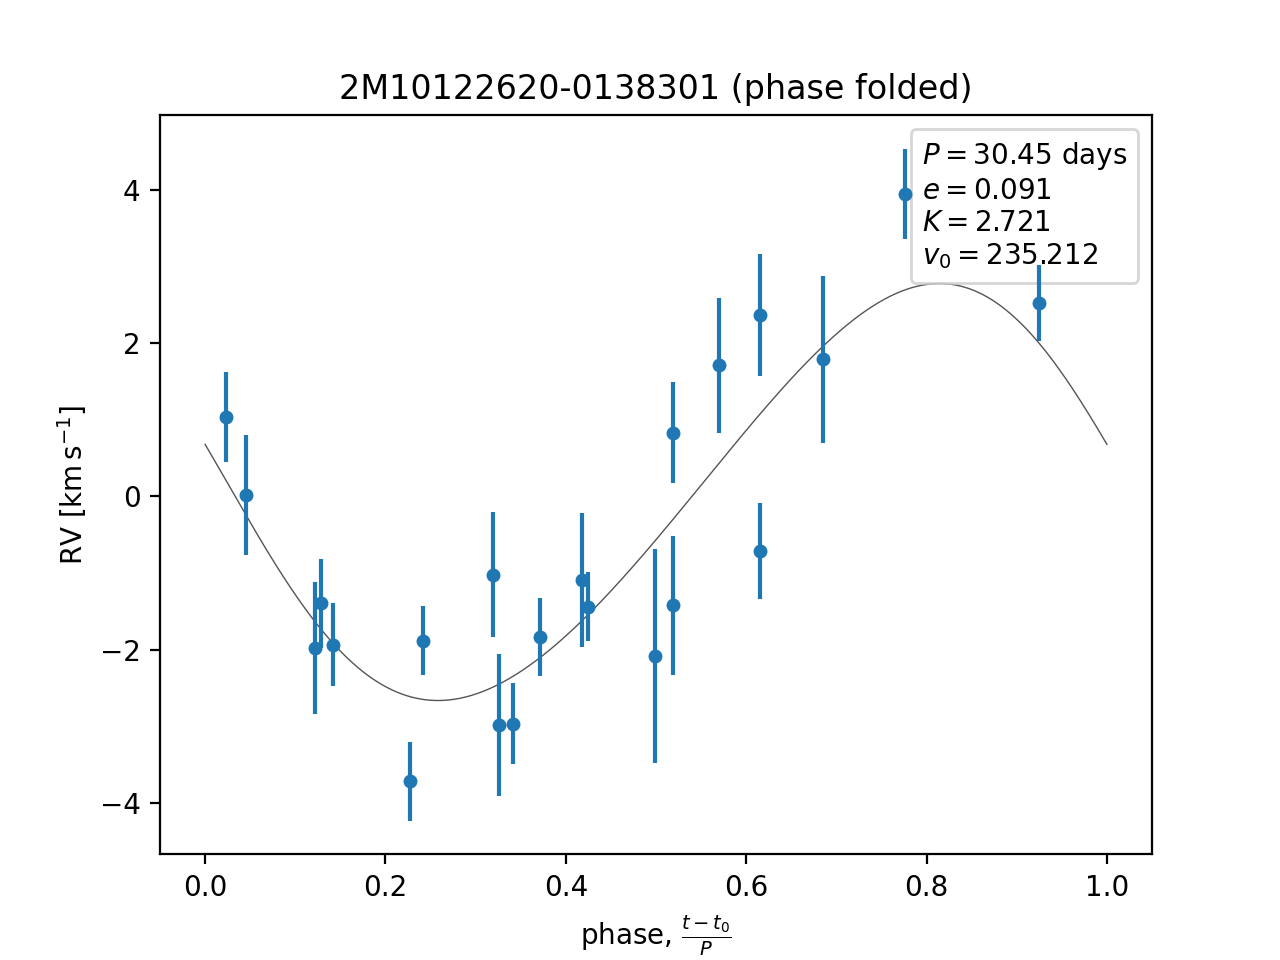 2M10122620-0138301 (phase folded)
P = 30.45 days
e = 0.091
K = 2.721
v₀ = 235.212
4
2
0
−2
−4
RV [km s⁻¹]
0.0 0.2 0.4 0.6 0.8 1.0
phase, (t − t₀)/P